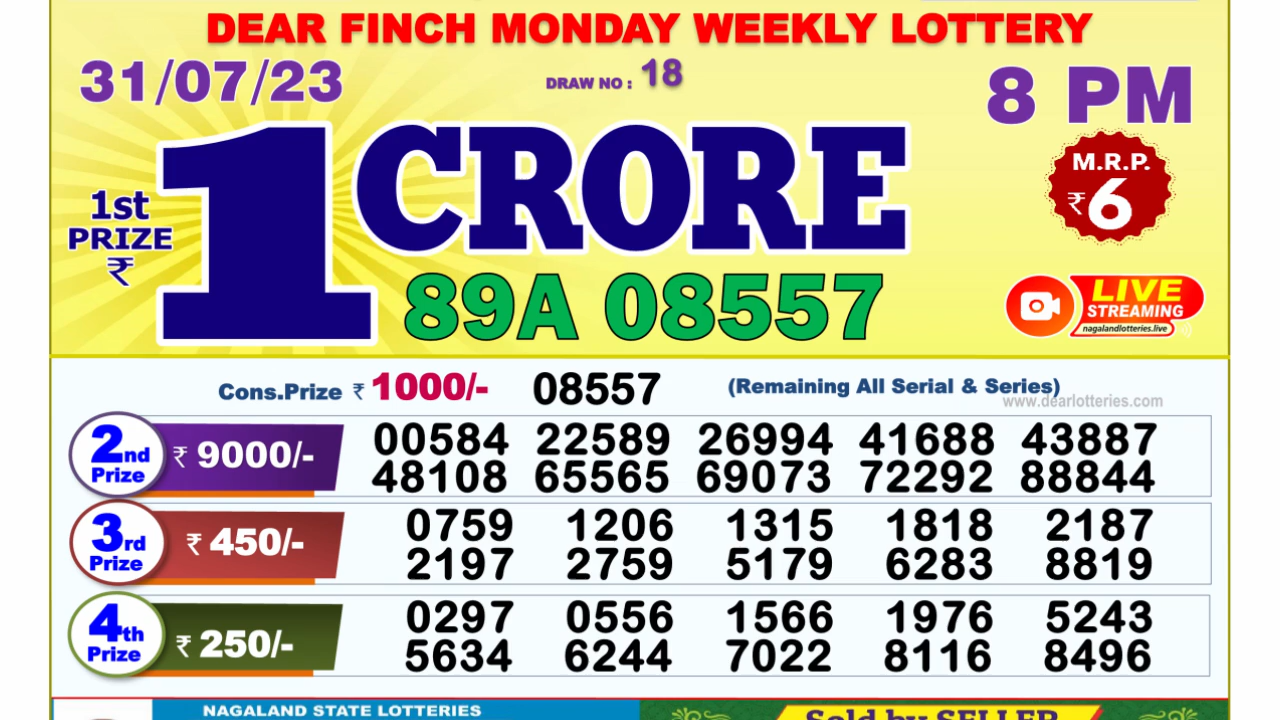 DEAR FINCH MONDAY WEEKLY LOTTERY
31/07/23
DRAW NO : 18
8 PM
M.R.P.
₹6
1st
PRIZE
₹
1 CRORE
89A 08557
LIVE
STREAMING
nagalandlotteries.live
Cons.Prize ₹ 1000/- 08557 (Remaining All Serial & Series)
www.dearlotteries.com
2nd Prize ₹ 9000/-
00584 22589 26994 41688 43887
48108 65565 69073 72292 88844
3rd Prize ₹ 450/-
0759 1206 1315 1818 2187
2197 2759 5179 6283 8819
4th Prize ₹ 250/-
0297 0556 1566 1976 5243
5634 6244 7022 8116 8496
NAGALAND STATE LOTTERIES
Sold by SELLER